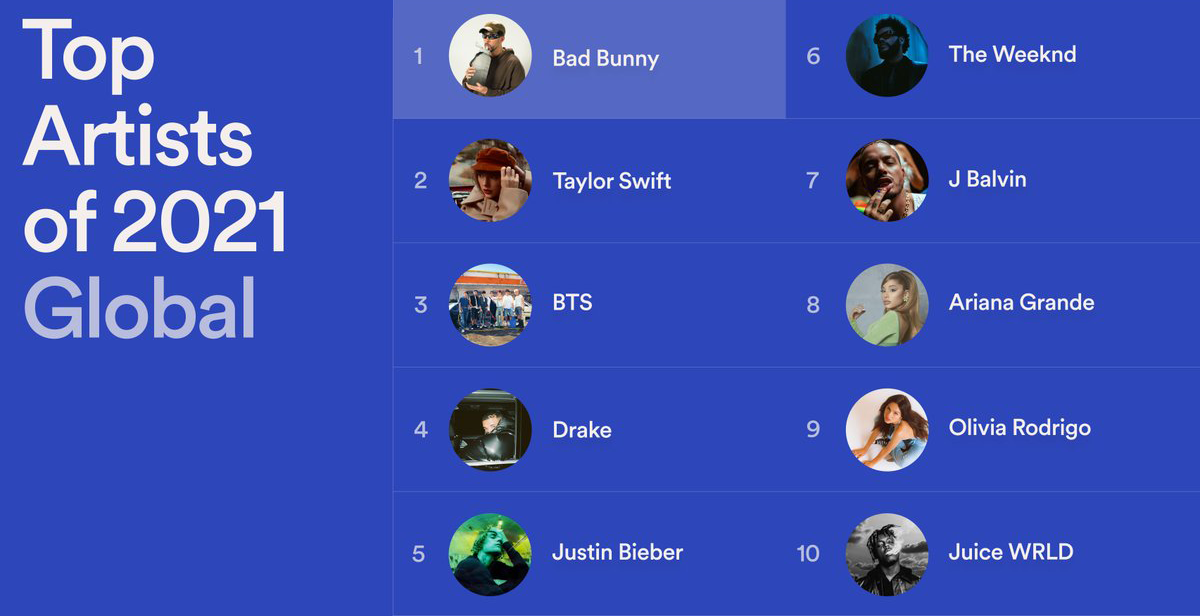 Top
Artists
of 2021
Global
1 Bad Bunny
2 Taylor Swift
3 BTS
4 Drake
5 Justin Bieber
6 The Weeknd
7 J Balvin
8 Ariana Grande
9 Olivia Rodrigo
10 Juice WRLD